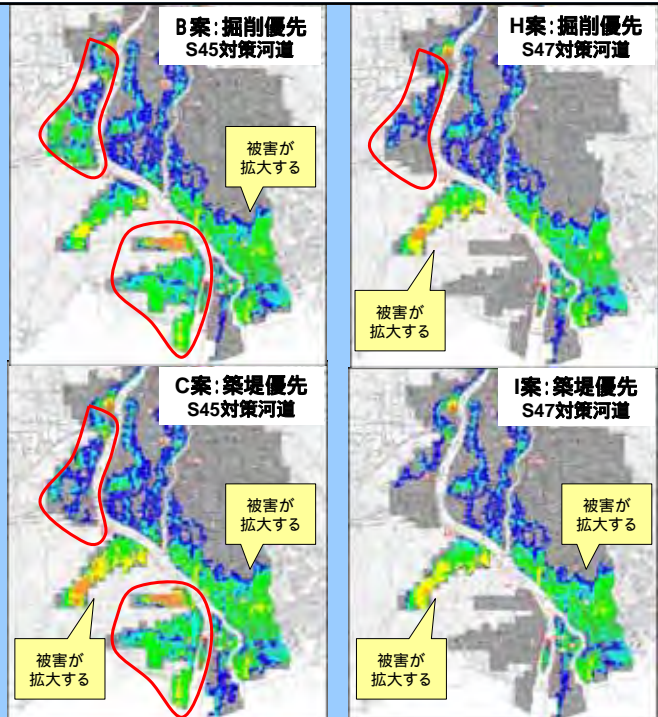 B案:掘削優先
S45対策河道
被害が
拡大する
H案:掘削優先
S47対策河道
被害が
拡大する
C案:築堤優先
S45対策河道
被害が
拡大する
被害が
拡大する
I案:築堤優先
S47対策河道
被害が
拡大する
被害が
拡大する